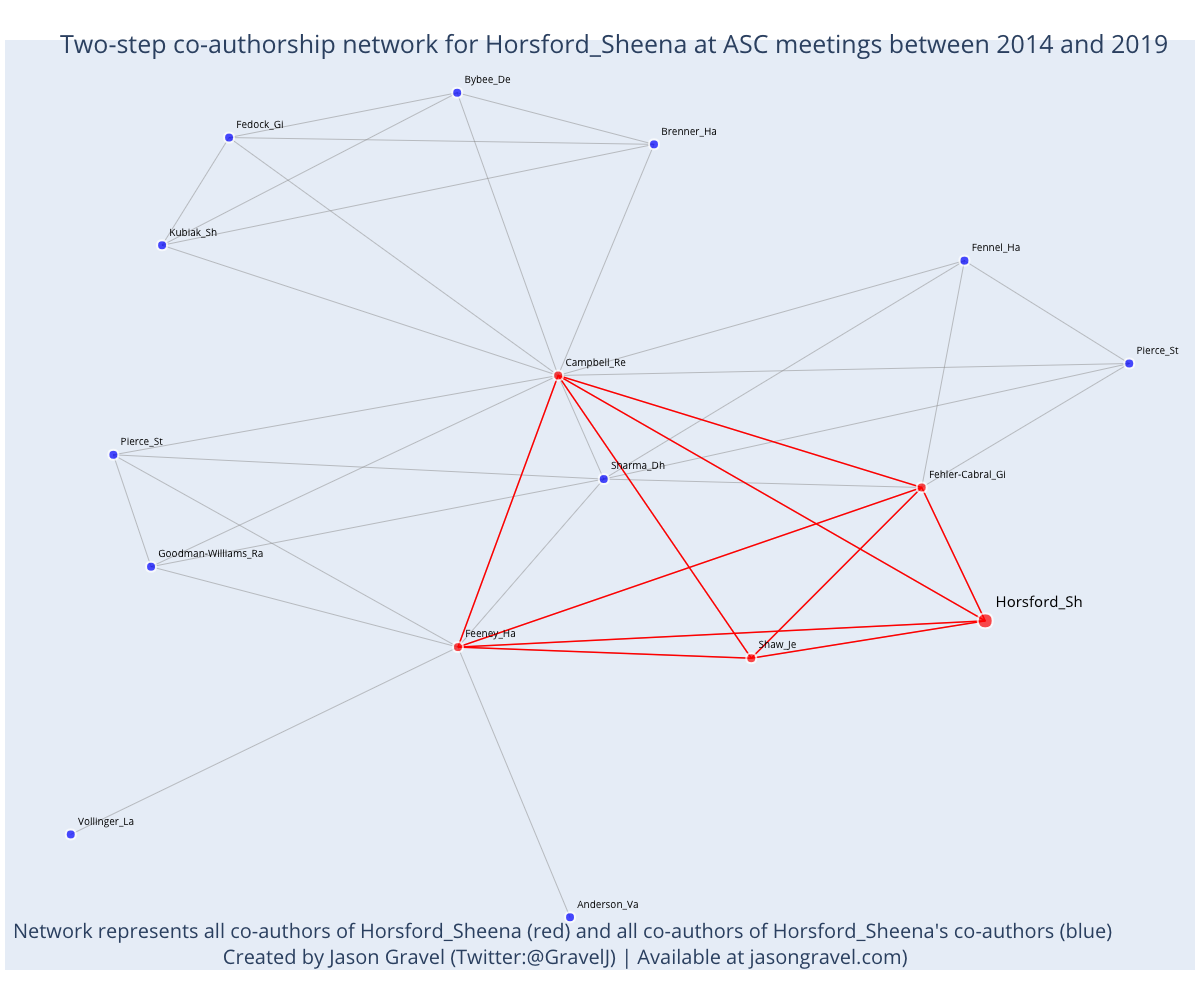 Two-step co-authorship network for Horsford_Sheena at ASC meetings between 2014 and 2019
Bybee_De
Fedock_Gi
Brenner_Ha
Kubiak_Sh
Fennel_Ha
Pierce_St
Campbell_Re
Pierce_St
Sharma_Dh
Fehler-Cabral_Gi
Goodman-Williams_Ra
Horsford_Sh
Feeney_Ha
Shaw_Je
Vollinger_La
Anderson_Va
Network represents all co-authors of Horsford_Sheena (red) and all co-authors of Horsford_Sheena's co-authors (blue)
Created by Jason Gravel (Twitter:@GravelJ) | Available at jasongravel.com)